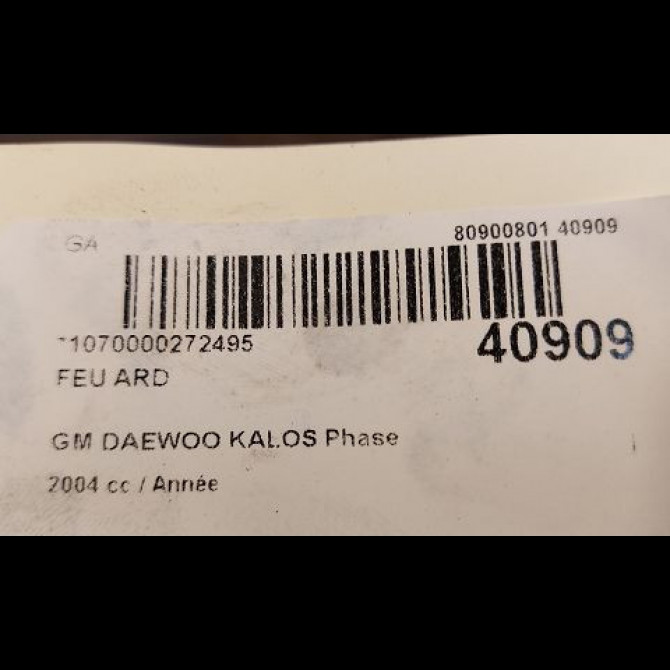 GA
80900801 40909
*1070000272495
40909
FEU ARD
GM DAEWOO KALOS Phase
2004 cc / Année